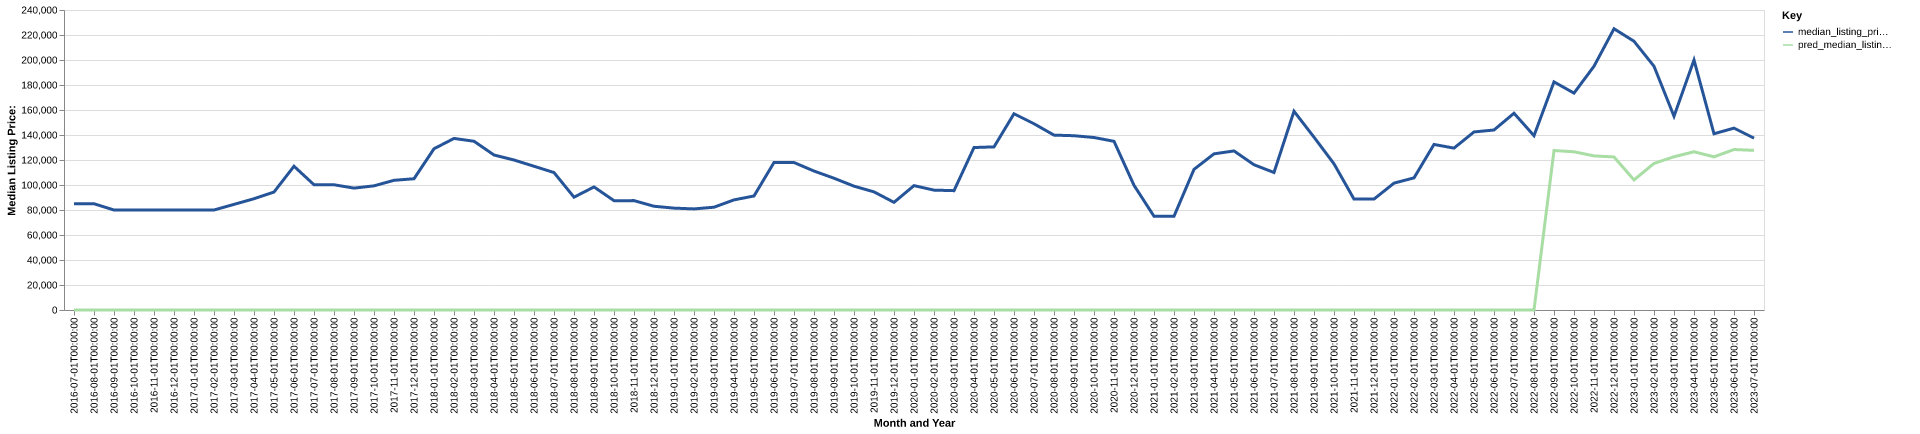 240,000
220,000
200,000
180,000
160,000
140,000
120,000
100,000
80,000
60,000
40,000
20,000
0
Median Listing Price:
2016-07-01T00:00:00
2016-08-01T00:00:00
2016-09-01T00:00:00
2016-10-01T00:00:00
2016-11-01T00:00:00
2016-12-01T00:00:00
2017-01-01T00:00:00
2017-02-01T00:00:00
2017-03-01T00:00:00
2017-04-01T00:00:00
2017-05-01T00:00:00
2017-06-01T00:00:00
2017-07-01T00:00:00
2017-08-01T00:00:00
2017-09-01T00:00:00
2017-10-01T00:00:00
2017-11-01T00:00:00
2017-12-01T00:00:00
2018-01-01T00:00:00
2018-02-01T00:00:00
2018-03-01T00:00:00
2018-04-01T00:00:00
2018-05-01T00:00:00
2018-06-01T00:00:00
2018-07-01T00:00:00
2018-08-01T00:00:00
2018-09-01T00:00:00
2018-10-01T00:00:00
2018-11-01T00:00:00
2018-12-01T00:00:00
2019-01-01T00:00:00
2019-02-01T00:00:00
2019-03-01T00:00:00
2019-04-01T00:00:00
2019-05-01T00:00:00
2019-06-01T00:00:00
2019-07-01T00:00:00
2019-08-01T00:00:00
2019-09-01T00:00:00
2019-10-01T00:00:00
2019-11-01T00:00:00
2019-12-01T00:00:00
2020-01-01T00:00:00
2020-02-01T00:00:00
2020-03-01T00:00:00
2020-04-01T00:00:00
2020-05-01T00:00:00
2020-06-01T00:00:00
2020-07-01T00:00:00
2020-08-01T00:00:00
2020-09-01T00:00:00
2020-10-01T00:00:00
2020-11-01T00:00:00
2020-12-01T00:00:00
2021-01-01T00:00:00
2021-02-01T00:00:00
2021-03-01T00:00:00
2021-04-01T00:00:00
2021-05-01T00:00:00
2021-06-01T00:00:00
2021-07-01T00:00:00
2021-08-01T00:00:00
2021-09-01T00:00:00
2021-10-01T00:00:00
2021-11-01T00:00:00
2021-12-01T00:00:00
2022-01-01T00:00:00
2022-02-01T00:00:00
2022-03-01T00:00:00
2022-04-01T00:00:00
2022-05-01T00:00:00
2022-06-01T00:00:00
2022-07-01T00:00:00
2022-08-01T00:00:00
2022-09-01T00:00:00
2022-10-01T00:00:00
2022-11-01T00:00:00
2022-12-01T00:00:00
2023-01-01T00:00:00
2023-02-01T00:00:00
2023-03-01T00:00:00
2023-04-01T00:00:00
2023-05-01T00:00:00
2023-06-01T00:00:00
2023-07-01T00:00:00
Month and Year
Key
median_listing_pri…
pred_median_listin…